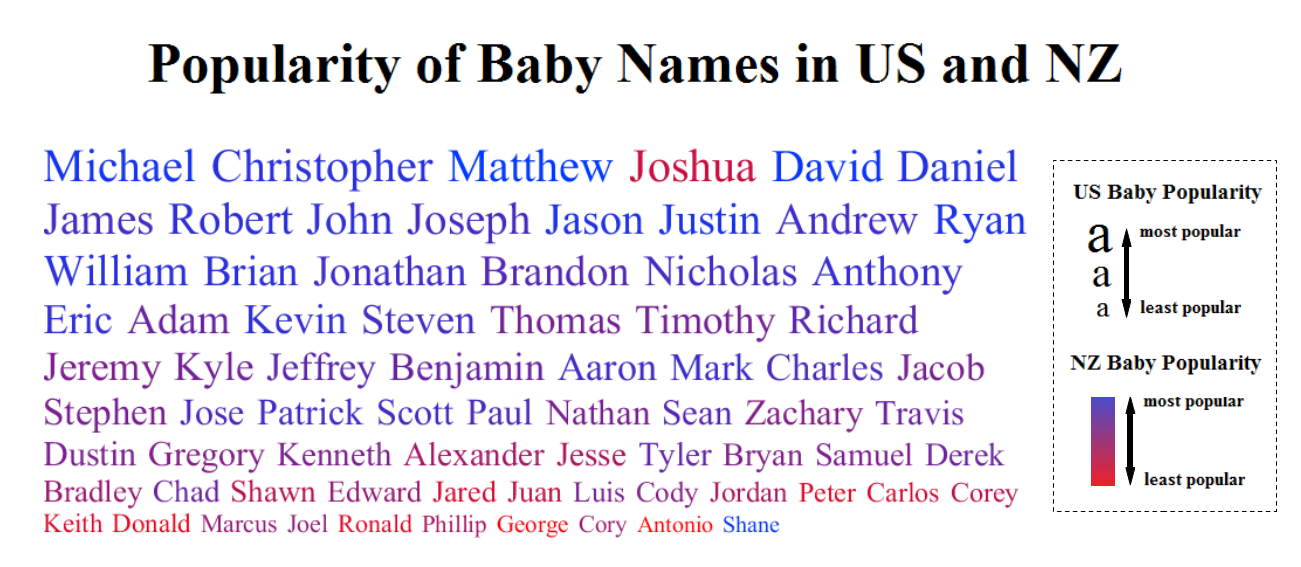 Popularity of Baby Names in US and NZ
Michael Christopher Matthew Joshua David Daniel
James Robert John Joseph Jason Justin Andrew Ryan
William Brian Jonathan Brandon Nicholas Anthony
Eric Adam Kevin Steven Thomas Timothy Richard
Jeremy Kyle Jeffrey Benjamin Aaron Mark Charles Jacob
Stephen Jose Patrick Scott Paul Nathan Sean Zachary Travis
Dustin Gregory Kenneth Alexander Jesse Tyler Bryan Samuel Derek
Bradley Chad Shawn Edward Jared Juan Luis Cody Jordan Peter Carlos Corey
Keith Donald Marcus Joel Ronald Phillip George Cory Antonio Shane
US Baby Popularity
a most popular
a
a least popular
NZ Baby Popularity
most popular
least popular